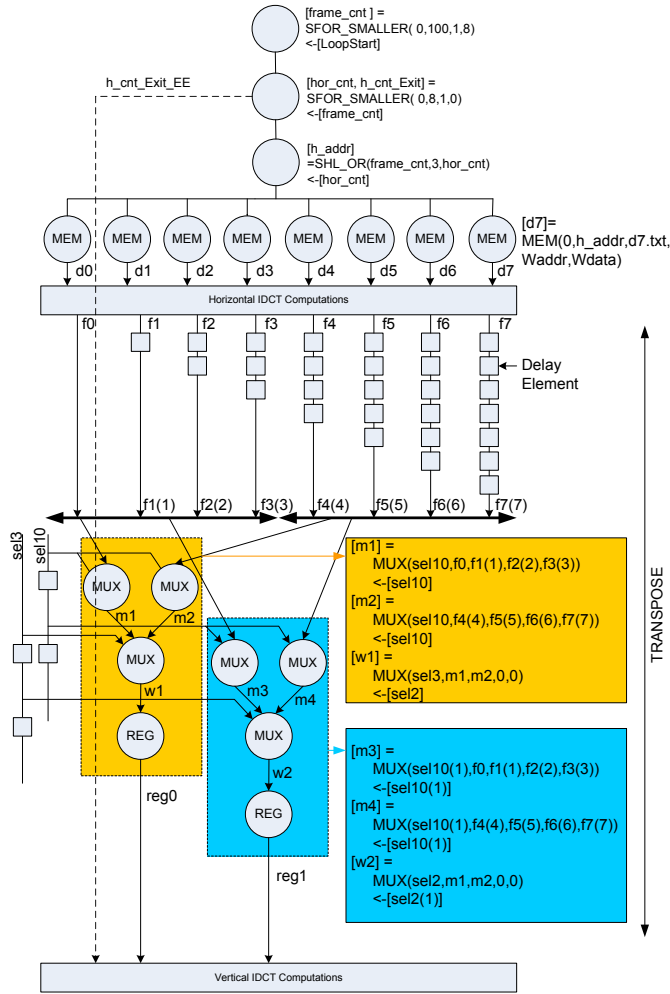 [frame_cnt ] =
SFOR_SMALLER( 0,100,1,8)
<-[LoopStart]
h_cnt_Exit_EE
[hor_cnt, h_cnt_Exit] =
SFOR_SMALLER( 0,8,1,0)
<-[frame_cnt]
[h_addr]
=SHL_OR(frame_cnt,3,hor_cnt)
<-[hor_cnt]
MEM MEM MEM MEM MEM MEM MEM MEM
[d7]=
MEM(0,h_addr,d7.txt,
Waddr,Wdata)
d0 d1 d2 d3 d4 d5 d6 d7
Horizontal IDCT Computations
f0 f1 f2 f3 f4 f5 f6 f7
Delay
Element
f1(1) f2(2) f3(3) f4(4) f5(5) f6(6) f7(7)
sel3
sel10
MUX MUX
m1 m2
MUX
w1
REG
reg0
MUX MUX
m3 m4
MUX
w2
REG
reg1
[m1] =
MUX(sel10,f0,f1(1),f2(2),f3(3))
<-[sel10]
[m2] =
MUX(sel10,f4(4),f5(5),f6(6),f7(7))
<-[sel10]
[w1] =
MUX(sel3,m1,m2,0,0)
<-[sel2]
[m3] =
MUX(sel10(1),f0,f1(1),f2(2),f3(3))
<-[sel10(1)]
[m4] =
MUX(sel10(1),f4(4),f5(5),f6(6),f7(7))
<-[sel10(1)]
[w2] =
MUX(sel2,m1,m2,0,0)
<-[sel2(1)]
TRANSPOSE
Vertical IDCT Computations